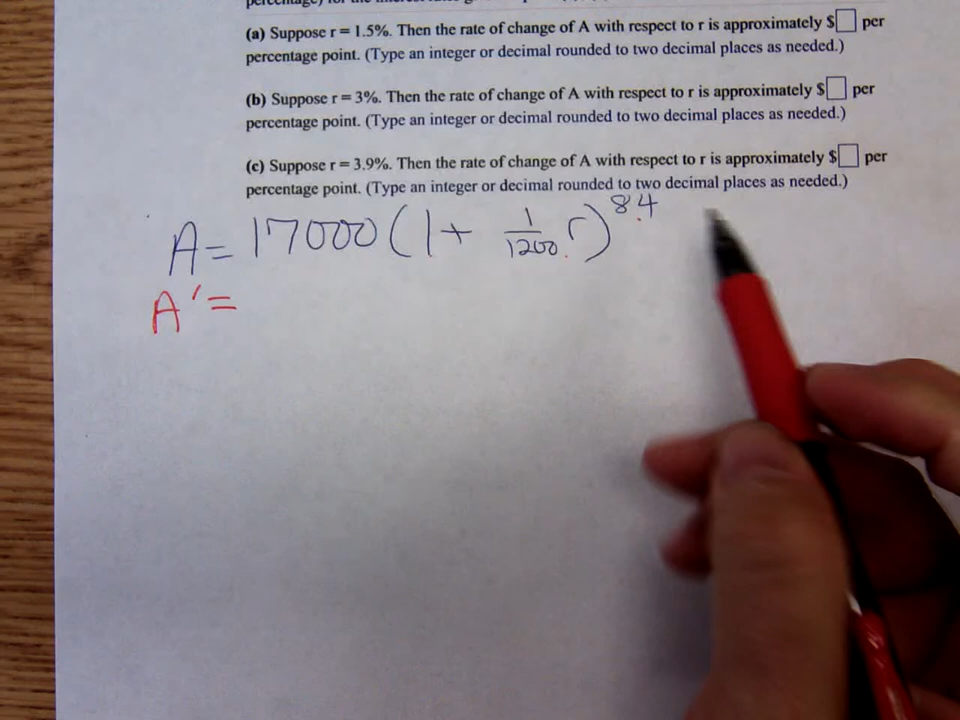 (a) Suppose r = 1.5%. Then the rate of change of A with respect to r is approximately $ per
percentage point. (Type an integer or decimal rounded to two decimal places as needed.)
(b) Suppose r = 3%. Then the rate of change of A with respect to r is approximately $ per
percentage point. (Type an integer or decimal rounded to two decimal places as needed.)
(c) Suppose r = 3.9%. Then the rate of change of A with respect to r is approximately $ per
percentage point. (Type an integer or decimal rounded to two decimal places as needed.)
A = 17000 (1 + 1/1200 r)^84
A' =